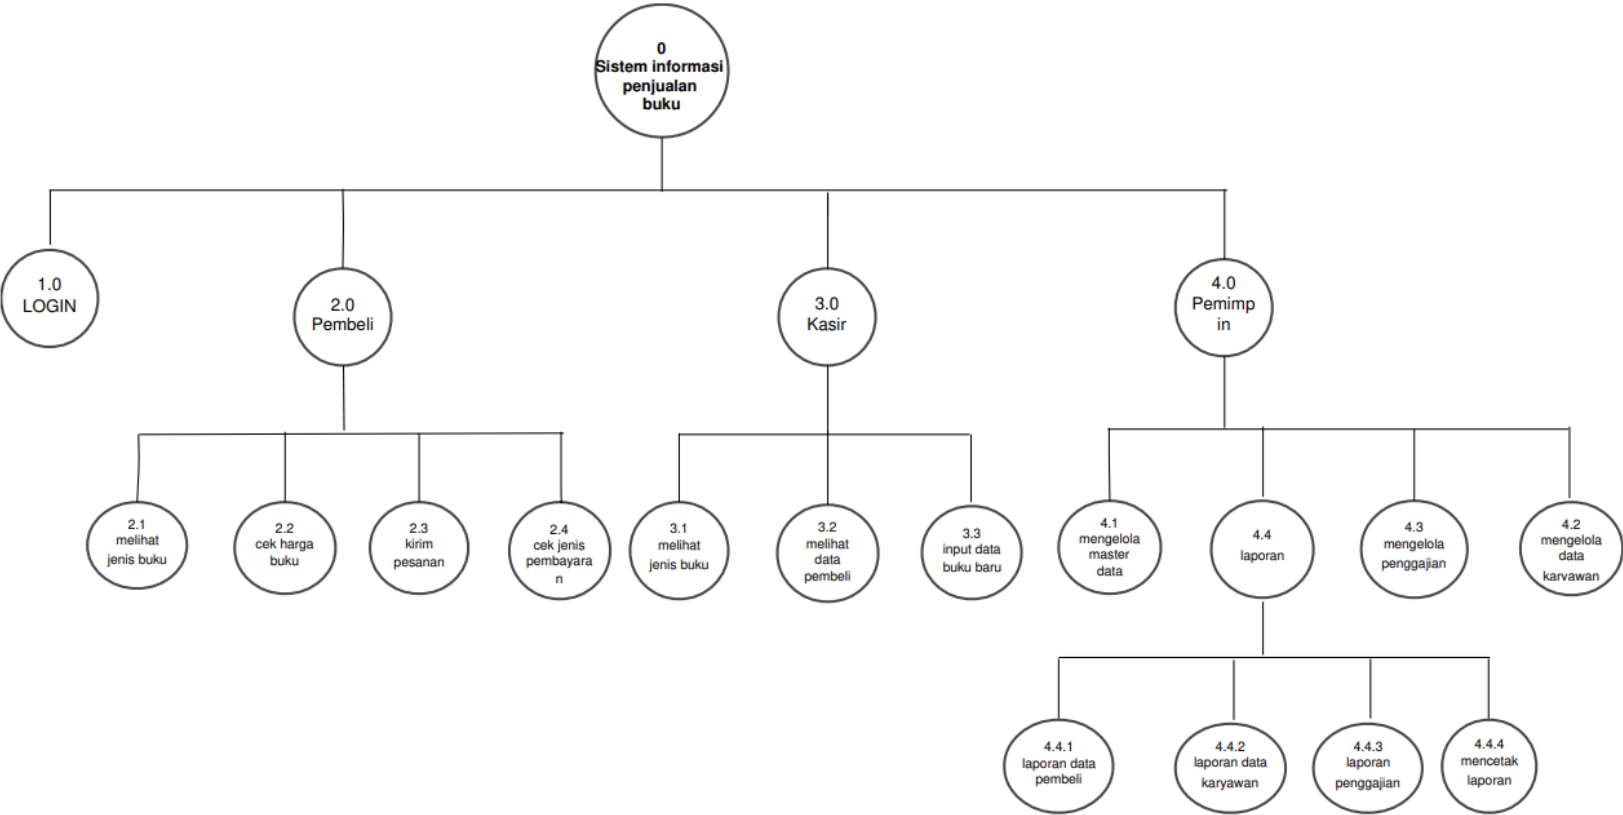 0
Sistem informasi
penjualan
buku
1.0
LOGIN
2.0
Pembeli
3.0
Kasir
4.0
Pemimp
in
2.1
melihat
jenis buku
2.2
cek harga
buku
2.3
kirim
pesanan
2.4
cek jenis
pembayara
n
3.1
melihat
jenis buku
3.2
melihat
data
pembeli
3.3
input data
buku baru
4.1
mengelola
master
data
4.4
laporan
4.3
mengelola
penggajian
4.2
mengelola
data
karyawan
4.4.1
laporan data
pembeli
4.4.2
laporan data
karyawan
4.4.3
laporan
penggajian
4.4.4
mencetak
laporan